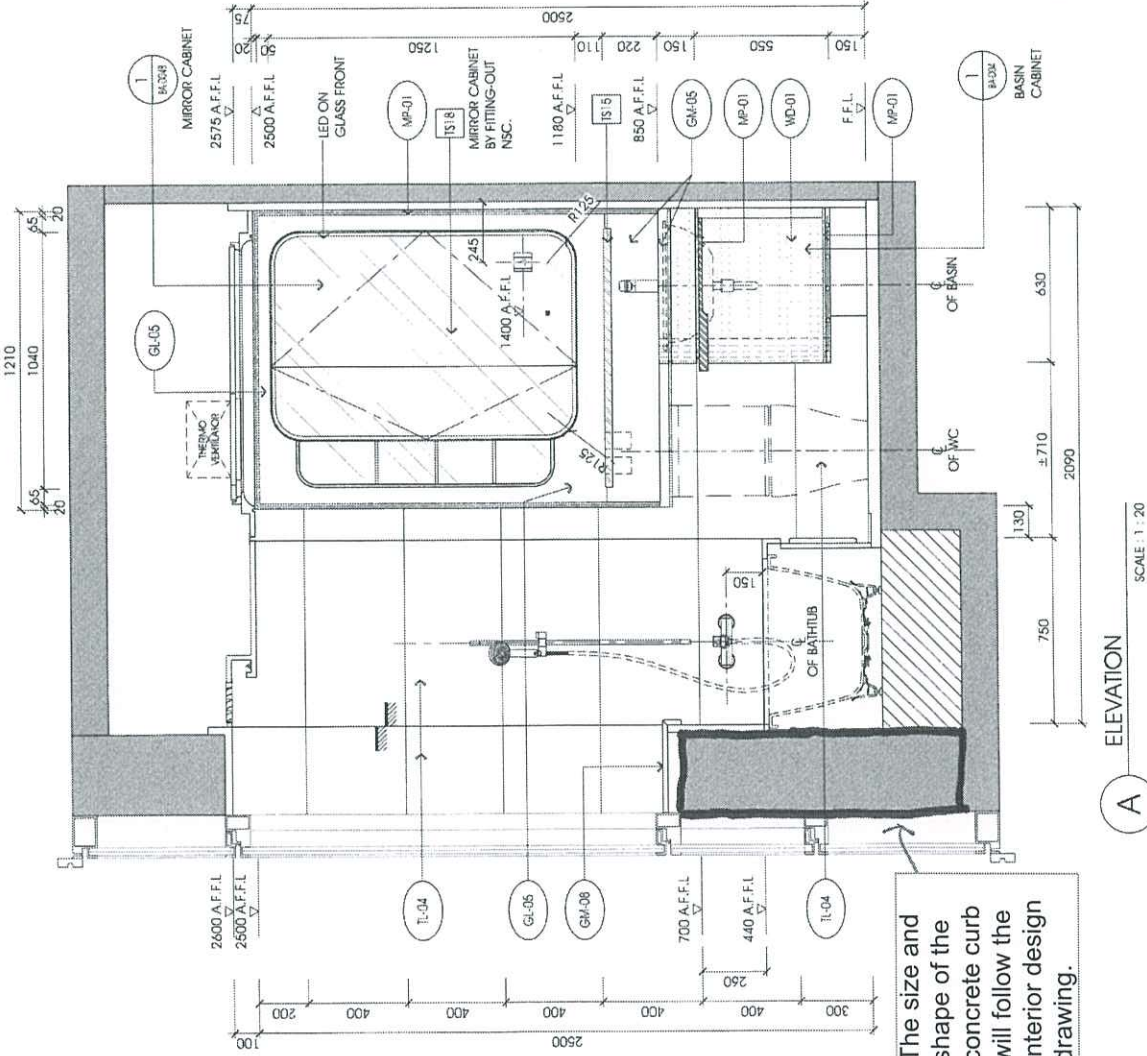 1210
20
65
1040
65
20
GL-05
THERMO
VENTILATOR
1
BA-004B
MIRROR CABINET
2575 A.F.F.L
2500 A.F.F.L
LED ON
GLASS FRONT
MP-01
TS18
MIRROR CABINET
BY FITTING-OUT
NSC.
1180 A.F.F.L
TS15
850 A.F.F.L
GM-05
MP-01
WD-01
F.F.L
MP-01
1
BASIN
CABINET
75
20
50
1250
110
220
150
550
150
2500
245
1400 A.F.F.L
R125
R125
150
℄
OF BATHTUB
℄
OF WC
℄
OF BASIN
2600 A.F.F.L
2500 A.F.F.L
TL-04
GL-05
GM-08
700 A.F.F.L
440 A.F.F.L
TL-04
100
200
400
400
400
400
300
260
2500
750
130
±710
630
2090
The size and
shape of the
concrete curb
will follow the
interior design
drawing.
A
ELEVATION
SCALE : 1 : 20